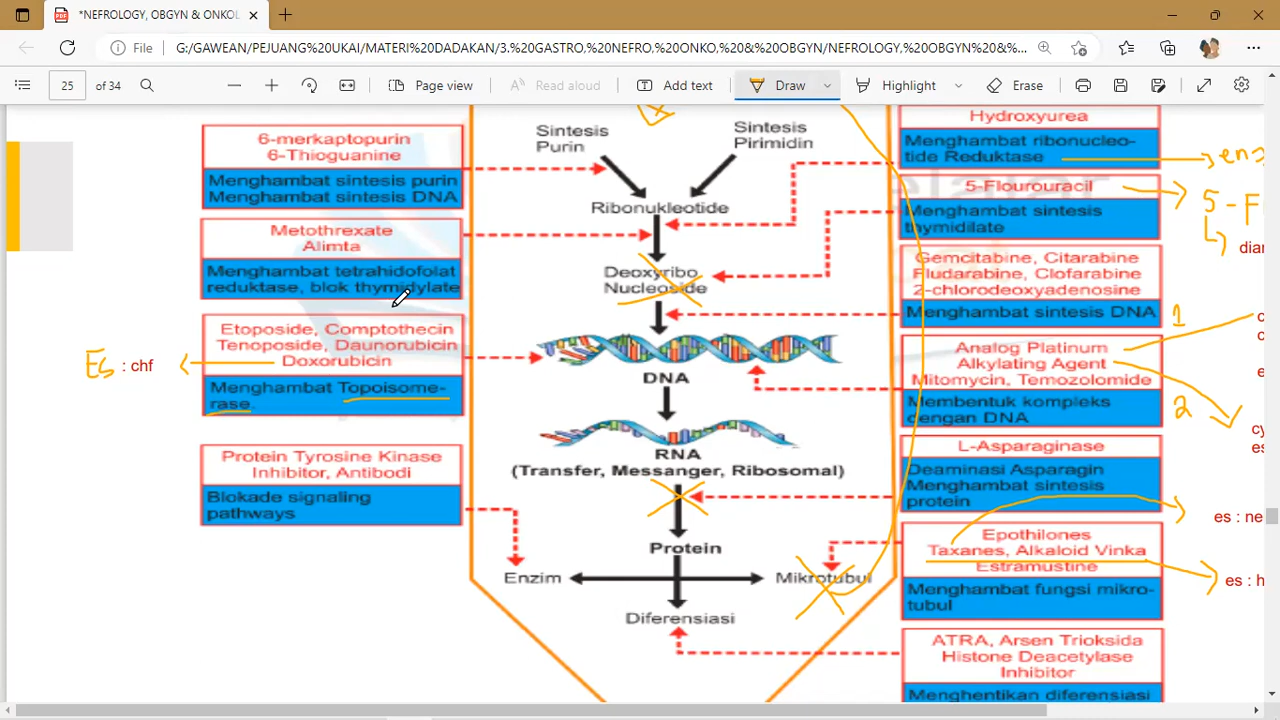 *NEFROLOGY, OBGYN & ONKOL
File
G:/GAWEAN/PEJUANG%20UKAI/MATERI%20DADAKAN/3.%20GASTRO,%20NEFRO,%20ONKO,%20&%20OBGYN/NEFROLOGY,%20OBGYN%20&%...
25 of 34
Page view
Read aloud
Add text
Draw
Highlight
Erase
6-merkaptopurin
6-Thioguanine
Menghambat sintesis purin
Menghambat sintesis DNA
Metothrexate
Alimta
Menghambat tetrahidofolat
reduktase, blok thymidylate
Etoposide, Comptothecin
Tenoposide, Daunorubicin
Doxorubicin
Menghambat Topoisome-
rase
Es : chf
Protein Tyrosine Kinase
Inhibitor, Antibodi
Blokade signaling
pathways
Sintesis
Purin
Sintesis
Pirimidin
Ribonukleotide
Deoxyribo
Nucleoside
DNA
RNA
(Transfer, Messanger, Ribosomal)
Protein
Enzim
Mikrotubul
Diferensiasi
Hydroxyurea
Menghambat ribonucleo-
tide Reduktase
5-Flourouracil
Menghambat sintesis
thymidilate
5 - F
diar
Gemcitabine, Citarabine
Fludarabine, Clofarabine
2-chlorodeoxyadenosine
Menghambat sintesis DNA
1
Analog Platinum
Alkylating Agent
Mitomycin, Temozolomide
Membentuk kompleks
dengan DNA
2
cy
es
L-Asparaginase
Deaminasi Asparagin
Menghambat sintesis
protein
es : ne
Epothilones
Taxanes, Alkaloid Vinka
Estramustine
Menghambat fungsi mikro-
tubul
es : h
ATRA, Arsen Trioksida
Histone Deacetylase
Inhibitor
Menghentikan diferensiasi